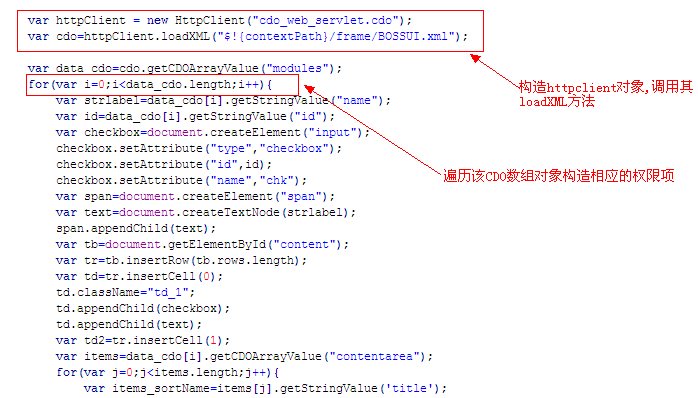 var httpClient = new HttpClient("cdo_web_servlet.cdo");
var cdo=httpClient.loadXML("$!{contextPath}/frame/BOSSUI.xml");
var data_cdo=cdo.getCDOArrayValue("modules");
for(var i=0;i<data_cdo.length;i++){
构造httpclient对象,调用其
loadXML方法
var strlabel=data_cdo[i].getStringValue("name");
var id=data_cdo[i].getStringValue("id");
var checkbox=document.createElement("input");
checkbox.setAttribute("type","checkbox");
checkbox.setAttribute("id",id);
checkbox.setAttribute("name","chk");
遍历该CDO数组对象构造相应的权限项
var span=document.createElement("span");
var text=document.createTextNode(strlabel);
span.appendChild(text);
var tb=document.getElementById("content");
var tr=tb.insertRow(tb.rows.length);
var td=tr.insertCell(0);
td.className="td_1";
td.appendChild(checkbox);
td.appendChild(text);
var td2=tr.insertCell(1);
var items=data_cdo[i].getCDOArrayValue("contentarea");
for(var j=0;j<items.length;j++){
var items_sortName=items[j].getStringValue('title');